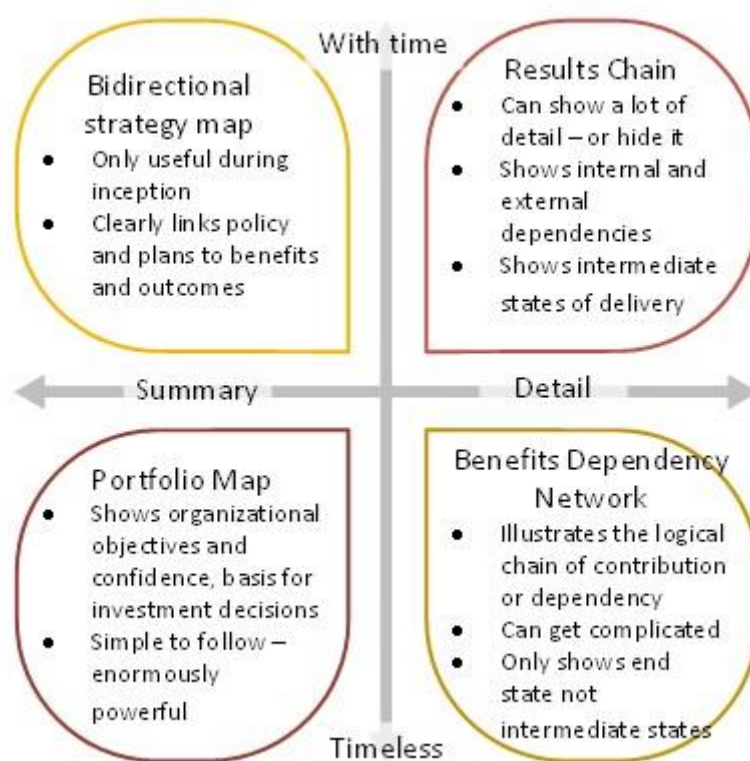 With time
Bidirectional
strategy map
● Only useful during
inception
● Clearly links policy
and plans to benefits
and outcomes
Results Chain
● Can show a lot of
detail – or hide it
● Shows internal and
external
dependencies
● Shows intermediate
states of delivery
Summary
Detail
Portfolio Map
● Shows organizational
objectives and
confidence, basis for
investment decisions
● Simple to follow –
enormously
powerful
Benefits Dependency
Network
● Illustrates the logical
chain of contribution
or dependency
● Can get complicated
● Only shows end
state not
intermediate states
Timeless